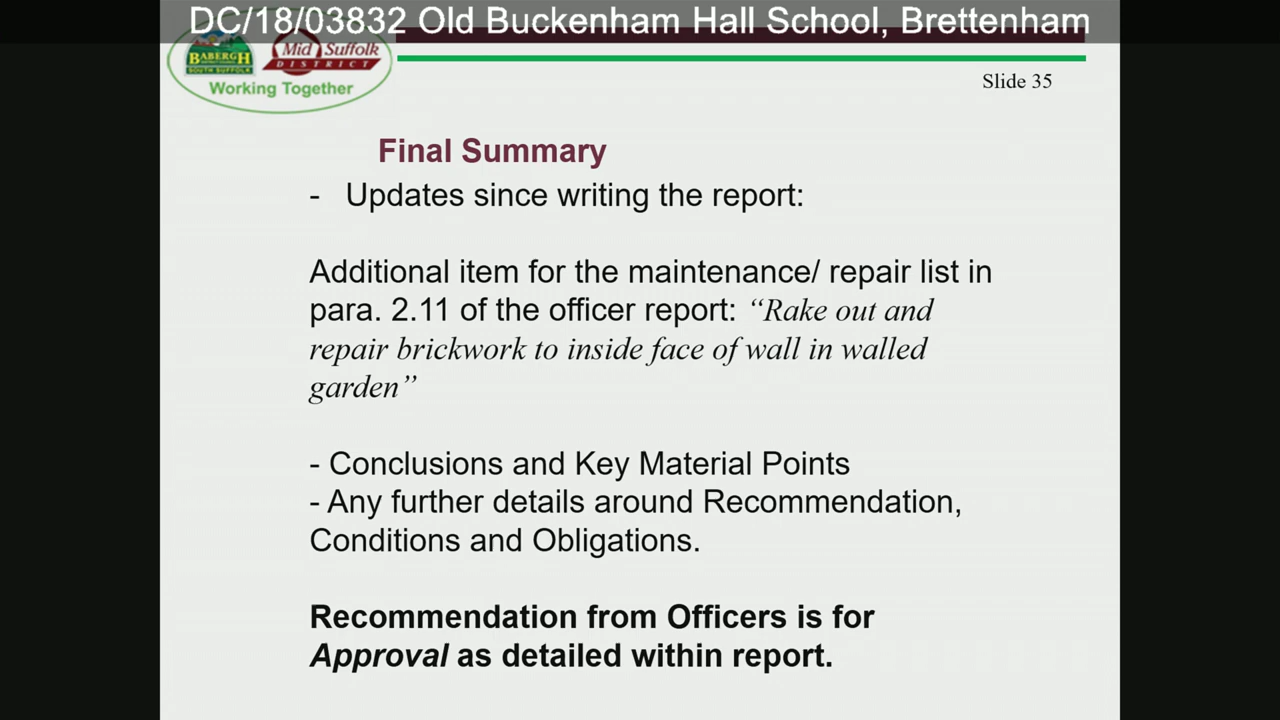 DC/18/03832 Old Buckenham Hall School, Brettenham
BABERGH
SOUTH SUFFOLK
Mid Suffolk
DISTRICT
Working Together
Slide 35
Final Summary
- Updates since writing the report:
Additional item for the maintenance/ repair list in
para. 2.11 of the officer report: “Rake out and
repair brickwork to inside face of wall in walled
garden”
- Conclusions and Key Material Points
- Any further details around Recommendation,
Conditions and Obligations.
Recommendation from Officers is for
Approval as detailed within report.